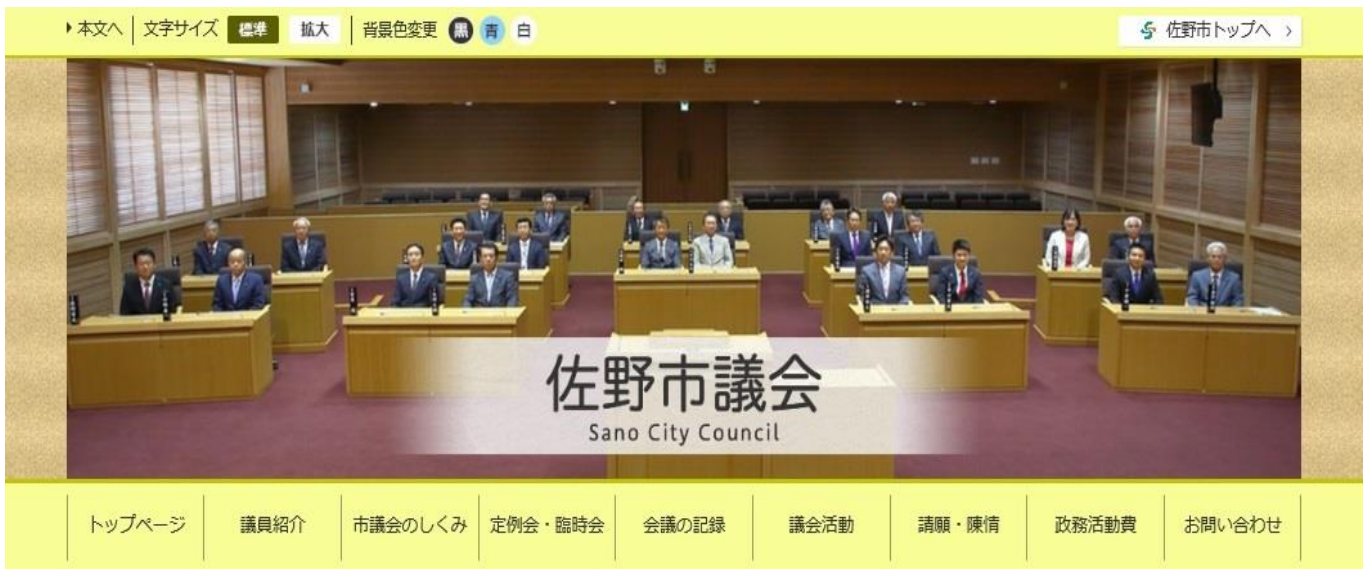 本文へ 文字サイズ 標準 拡大 背景色変更 黒 青 白 佐野市トップへ
佐野市議会
Sano City Council
トップページ 議員紹介 市議会のしくみ 定例会・臨時会 会議の記録 議会活動 請願・陳情 政務活動費 お問い合わせ